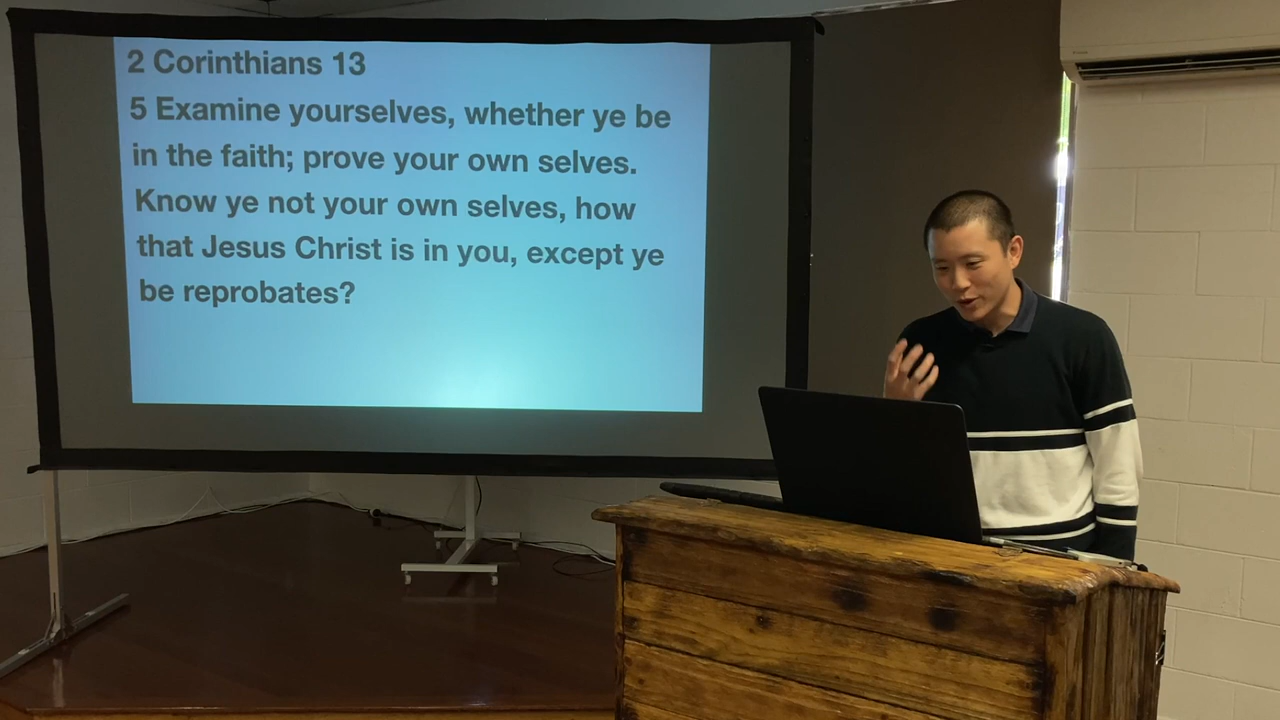 2 Corinthians 13
5 Examine yourselves, whether ye be
in the faith; prove your own selves.
Know ye not your own selves, how
that Jesus Christ is in you, except ye
be reprobates?